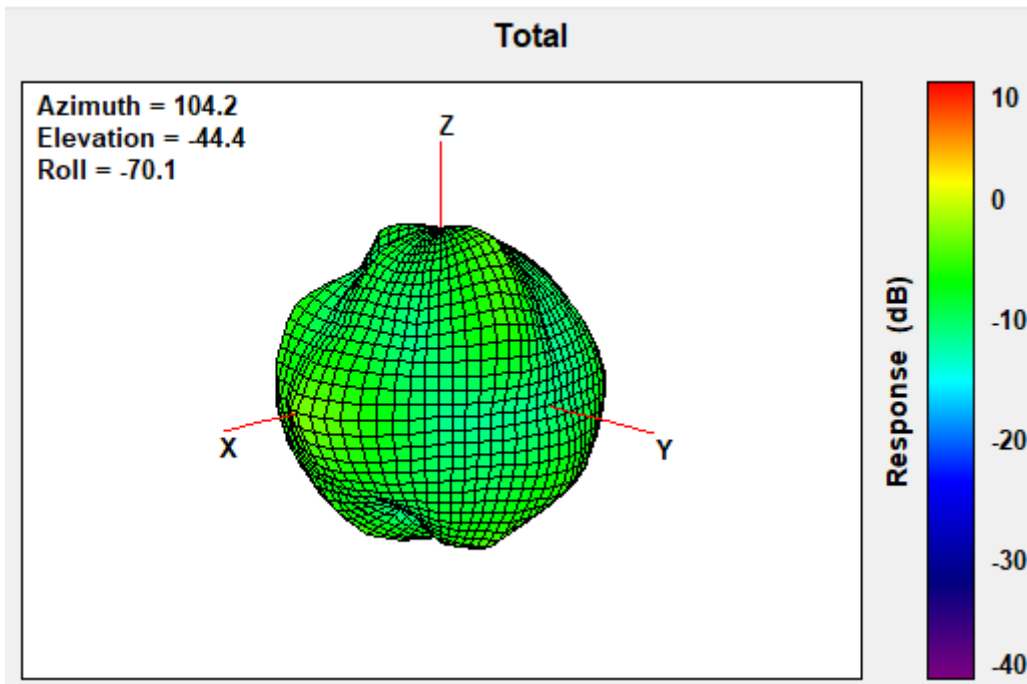 Total
Azimuth = 104.2
Elevation = -44.4
Roll = -70.1
Z
X
Y
10
0
-10
-20
-30
-40
Response (dB)